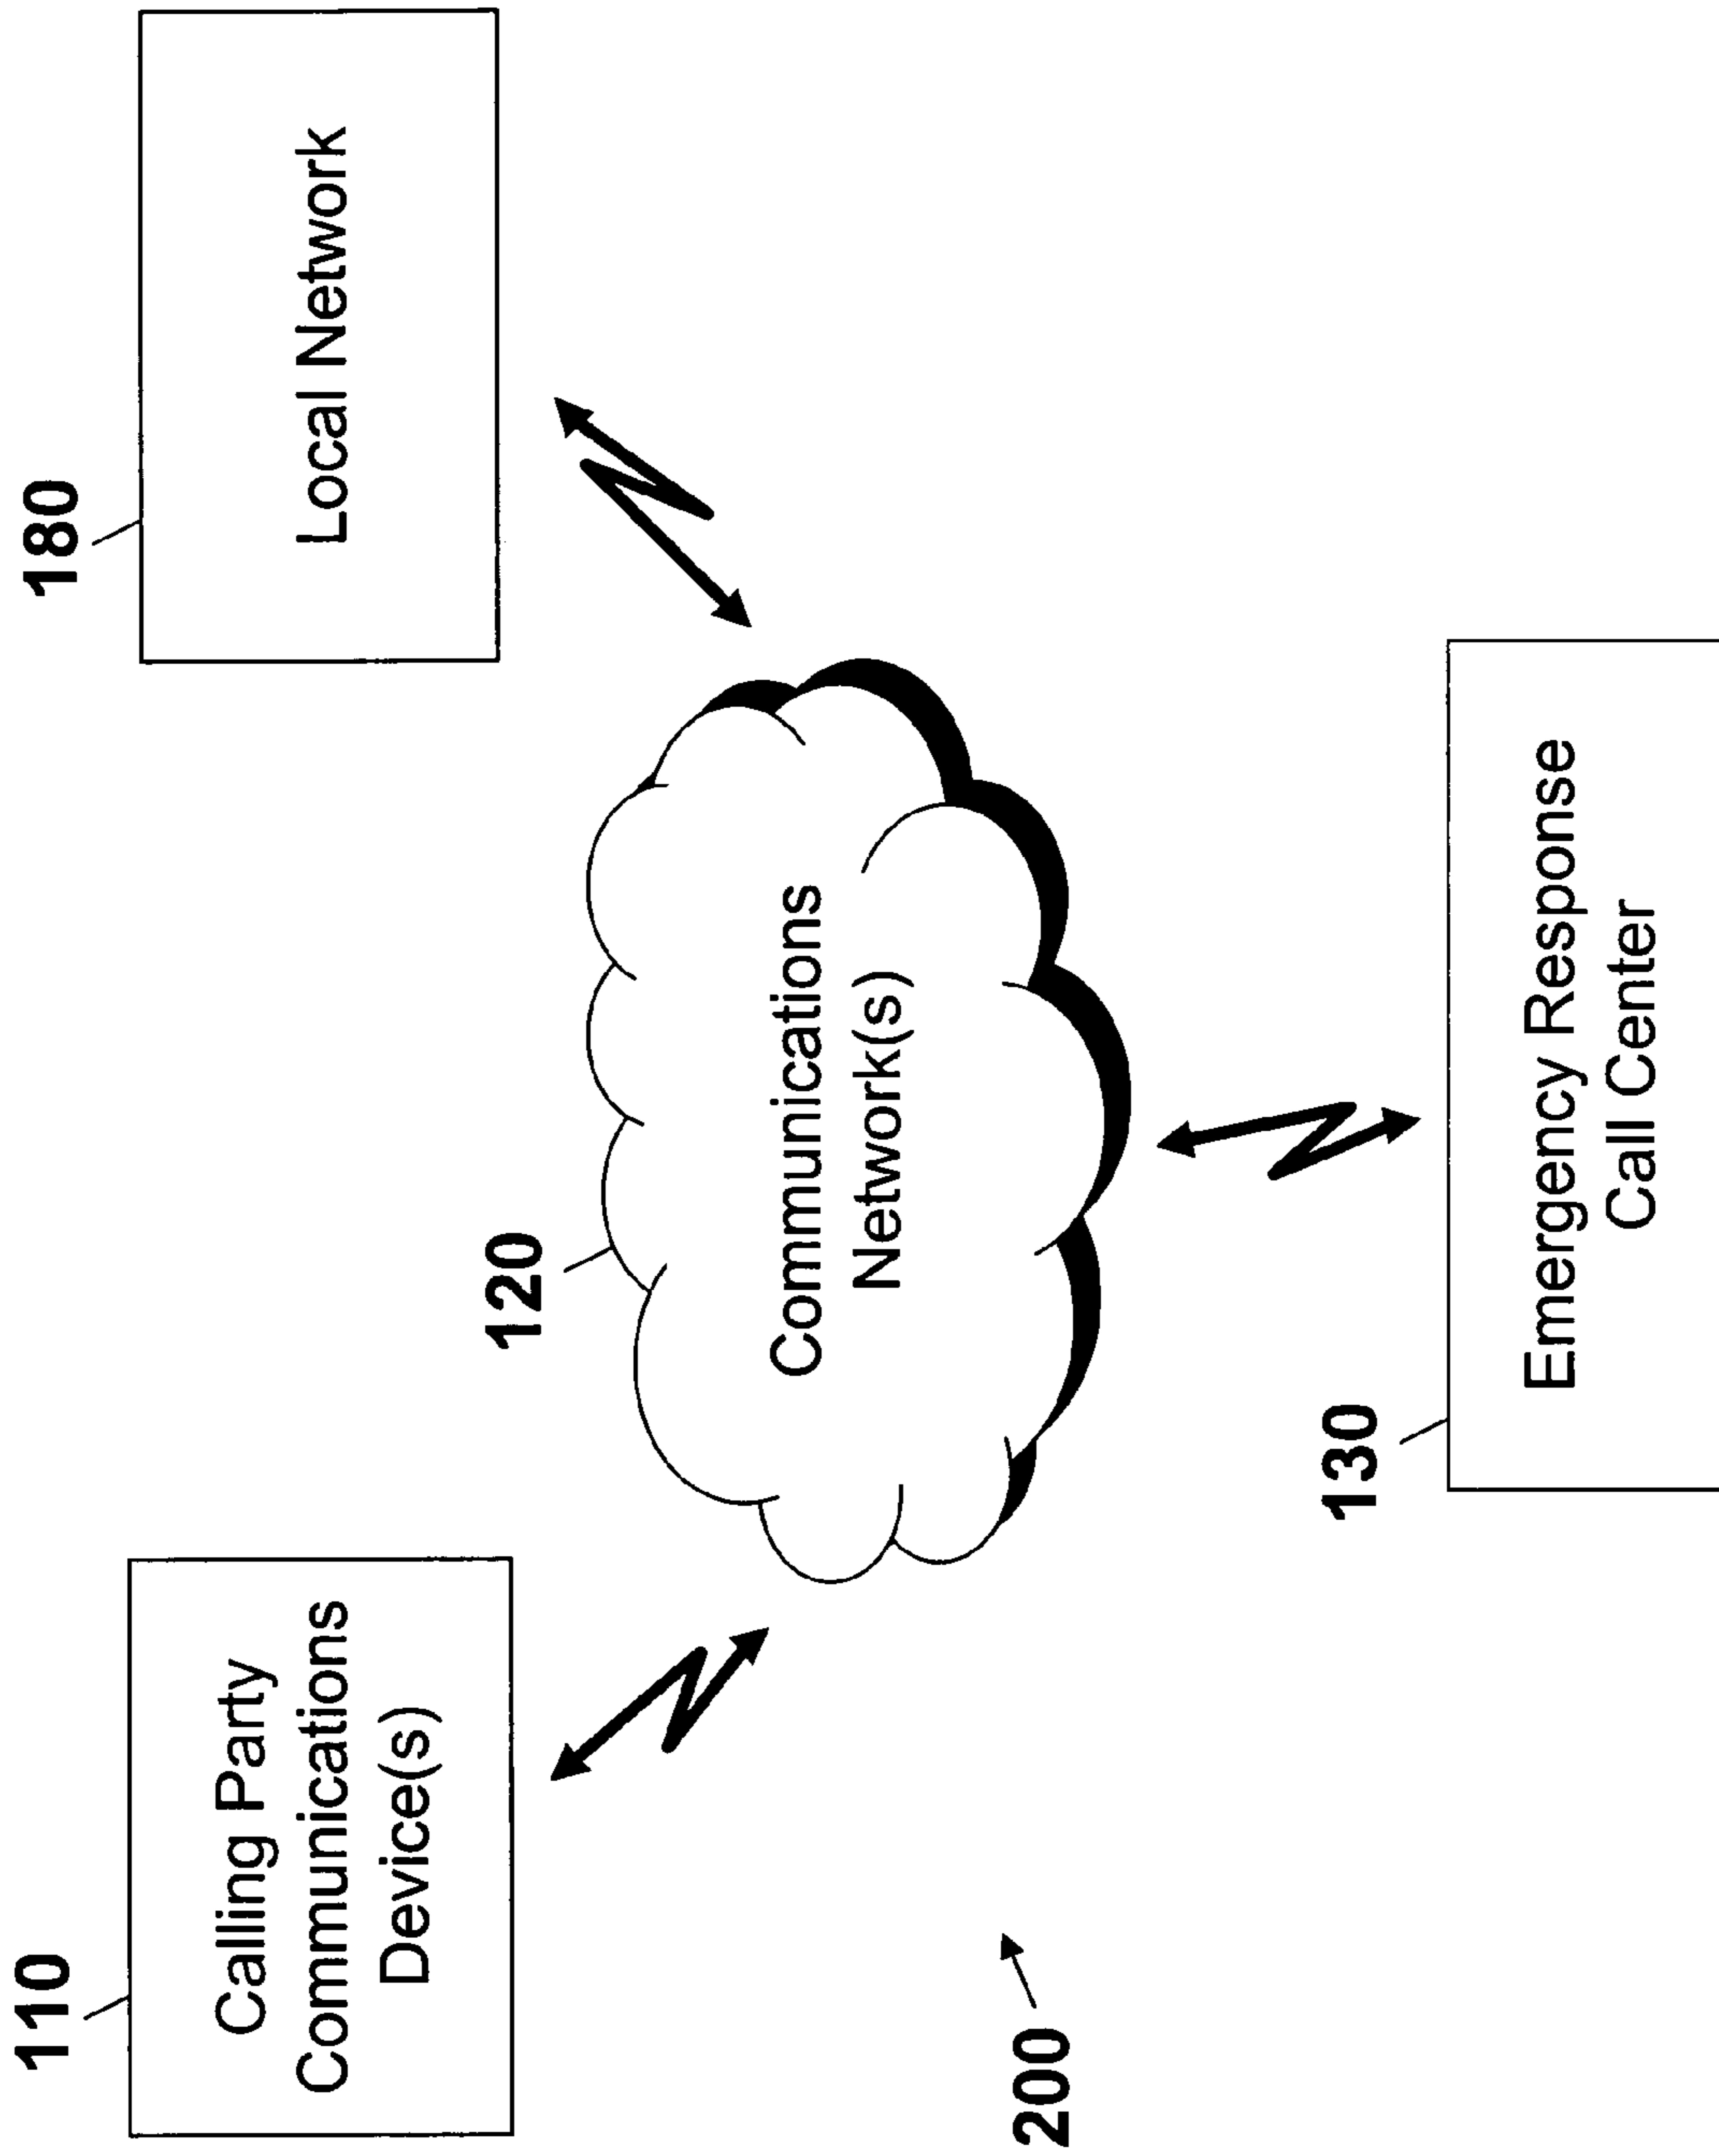 110
Calling Party
Communications
Device(s)
180
Local Network
120
Communications
Network(s)
130
Emergency Response
Call Center
200